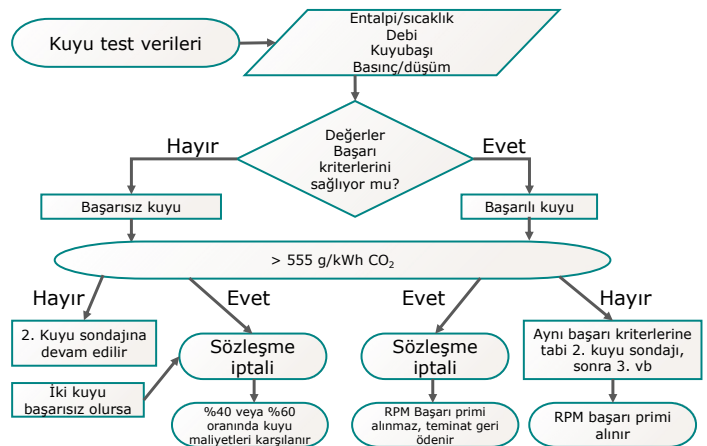 Kuyu test verileri
Entalpi/sıcaklık
Debi
Kuyubaşı
Basınç/düşüm
Değerler
Başarı
kriterlerini
sağlıyor mu?
Hayır
Evet
Başarısız kuyu
Başarılı kuyu
> 555 g/kWh CO₂
Hayır
Evet
Evet
Hayır
2. Kuyu sondajına
devam edilir
Sözleşme
iptali
Sözleşme
iptali
Aynı başarı kriterlerine
tabi 2. kuyu sondajı,
sonra 3. vb
İki kuyu
başarısız olursa
%40 veya %60
oranında kuyu
maliyetleri karşılanır
RPM Başarı primi
alınmaz, teminat geri
ödenir
RPM başarı primi
alınır